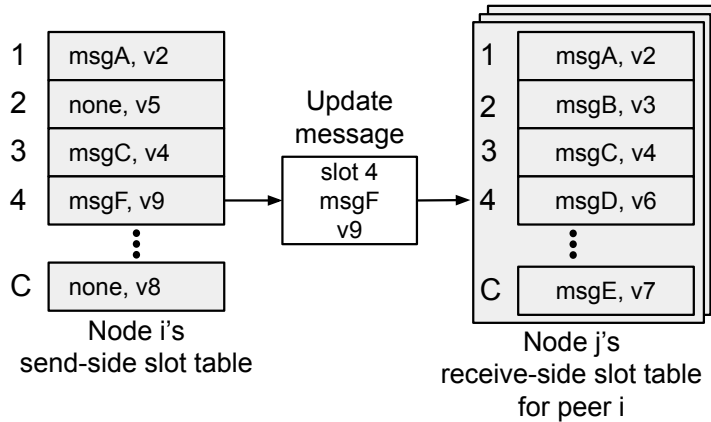 1
msgA, v2
2
none, v5
3
msgC, v4
4
msgF, v9
C
none, v8
Node i's
send-side slot table
Update
message
slot 4
msgF
v9
1
msgA, v2
2
msgB, v3
3
msgC, v4
4
msgD, v6
C
msgE, v7
Node j's
receive-side slot table
for peer i